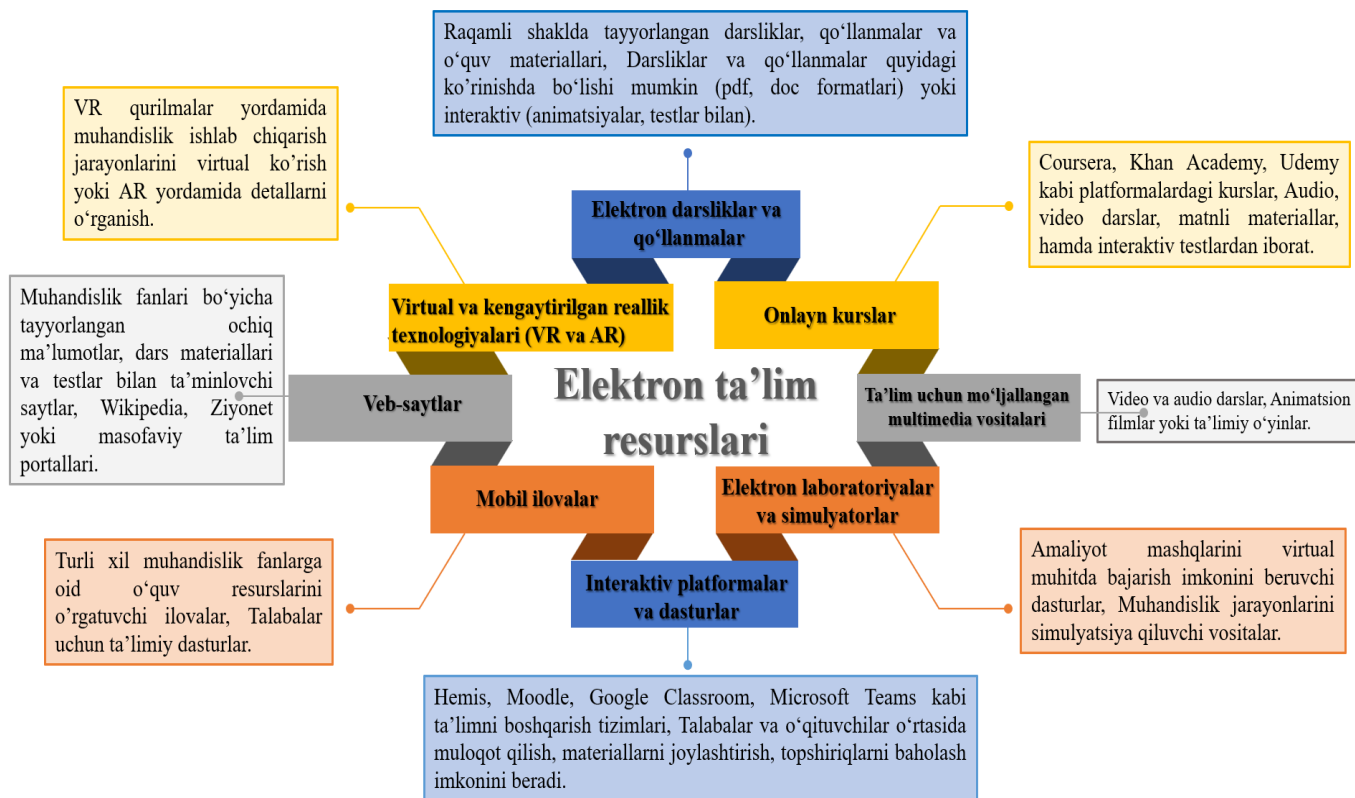 Raqamli shaklda tayyorlangan darsliklar, qo‘llanmalar va
o‘quv materiallari, Darsliklar va qo‘llanmalar quyidagi
ko’rinishda bo‘lishi mumkin (pdf, doc formatlari) yoki
interaktiv (animatsiyalar, testlar bilan).
VR qurilmalar yordamida
muhandislik ishlab chiqarish
jarayonlarini virtual ko’rish
yoki AR yordamida detallarni
o‘rganish.
Coursera, Khan Academy, Udemy
kabi platformalardagi kurslar, Audio,
video darslar, matnli materiallar,
hamda interaktiv testlardan iborat.
Elektron darsliklar va
qo‘llanmalar
Virtual va kengaytirilgan reallik
texnologiyalari (VR va AR)
Onlayn kurslar
Muhandislik fanlari bo‘yicha
tayyorlangan ochiq
ma’lumotlar, dars materiallari
va testlar bilan ta’minlovchi
saytlar, Wikipedia, Ziyonet
yoki masofaviy ta’lim
portallari.
Veb-saytlar
Elektron ta’lim
resurslari
Ta’lim uchun mo‘ljallangan
multimedia vositalari
Video va audio darslar, Animatsion
filmlar yoki ta’limiy o‘yinlar.
Mobil ilovalar
Elektron laboratoriyalar
va simulyatorlar
Turli xil muhandislik fanlarga
oid o‘quv resurslarini
o’rgatuvchi ilovalar, Talabalar
uchun ta’limiy dasturlar.
Interaktiv platformalar
va dasturlar
Amaliyot mashqlarini virtual
muhitda bajarish imkonini beruvchi
dasturlar, Muhandislik jarayonlarini
simulyatsiya qiluvchi vositalar.
Hemis, Moodle, Google Classroom, Microsoft Teams kabi
ta’limni boshqarish tizimlari, Talabalar va o‘qituvchilar o‘rtasida
muloqot qilish, materiallarni joylashtirish, topshiriqlarni baholash
imkonini beradi.